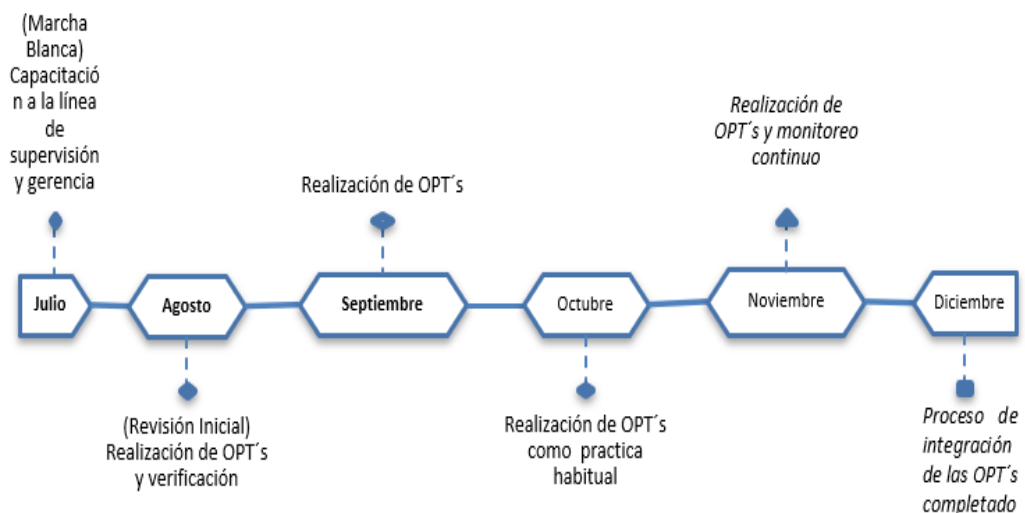 (Marcha
Blanca)
Capacitació
n a la línea
de
supervisión
y gerencia
Realización de OPT´s
Realización de
OPT´s y monitoreo
continuo
Julio
Agosto
Septiembre
Octubre
Noviembre
Diciembre
(Revisión Inicial)
Realización de OPT´s
y verificación
Realización de OPT´s
como practica
habitual
Proceso de
integración
de las OPT´s
completado